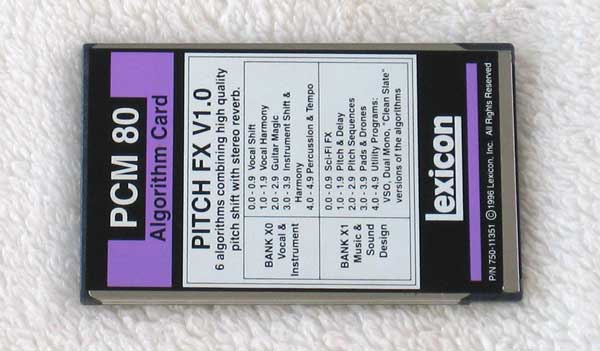 PCM 80
Algorithm Card
PITCH FX V1.0
6 algorithms combining high quality
pitch shift with stereo reverb.
BANK X0
Vocal &
Instrument
0.0 - 0.9 Vocal Shift
1.0 - 1.9 Vocal Harmony
2.0 - 2.9 Guitar Magic
3.0 - 3.9 Instrument Shift &
Harmony
4.0 - 4.9 Percussion & Tempo
BANK X1
Music &
Sound
Design
0.0 - 0.9 Sci-Fi FX
1.0 - 1.9 Pitch & Delay
2.0 - 2.9 Pitch Sequences
3.0 - 3.9 Pads & Drones
4.0 - 4.9 Utility Programs:
VSO, Dual Mono, "Clean Slate"
versions of the algorithms
lexicon
P/N 750-11351 ©1996 Lexicon, Inc. All Rights Reserved